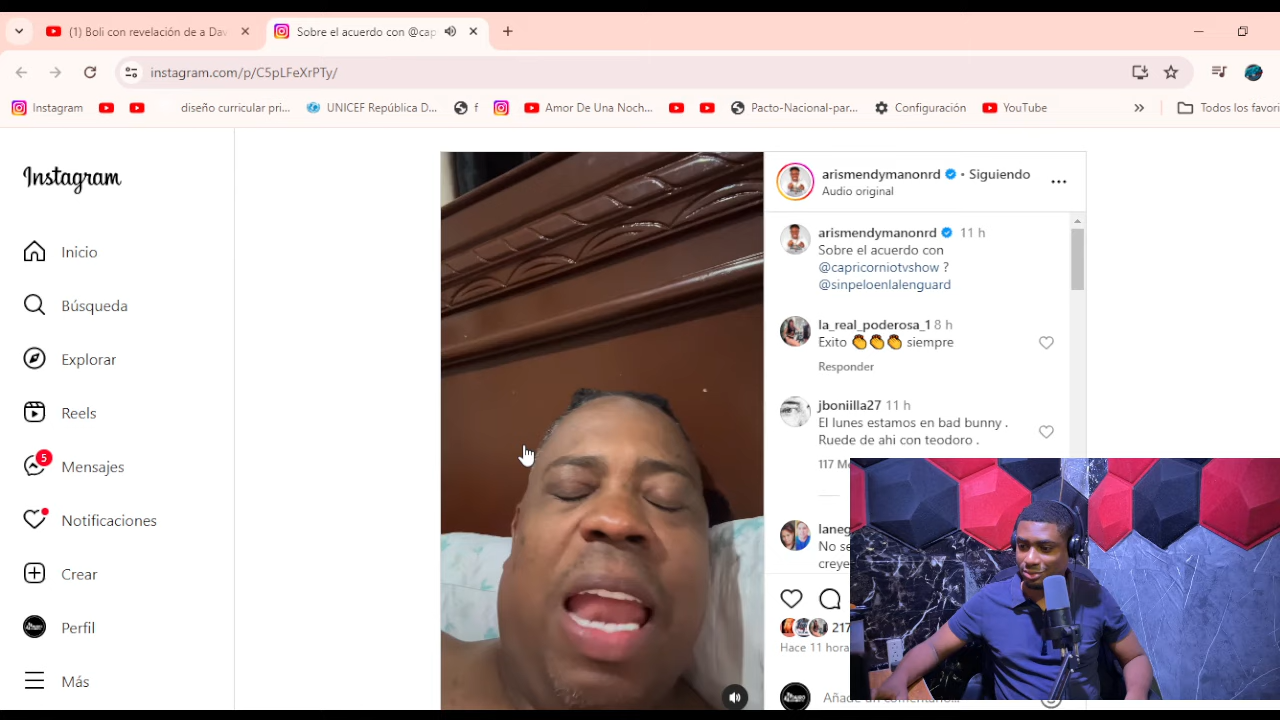 (1) Boli con revelación de a Dav
Sobre el acuerdo con @cap
instagram.com/p/C5pLFeXrPTy/
Instagram
diseño curricular pri...
UNICEF República D...
f
Amor De Una Noch...
Pacto-Nacional-par...
Configuración
YouTube
»
Todos los favori
Instagram
Inicio
Búsqueda
Explorar
Reels
5
Mensajes
Notificaciones
Crear
Perfil
Más
arismendymanonrd • Siguiendo
Audio original
arismendymanonrd 11 h
Sobre el acuerdo con
@capricorniotvshow ?
@sinpeloenlalenguard
la_real_poderosa_1 8 h
Exito 👏👏👏 siempre
Responder
jboniilla27 11 h
El lunes estamos en bad bunny .
Ruede de ahi con teodoro .
117 Me
laneg
No se
creye
217
Hace 11 hora
Añade un comentario...